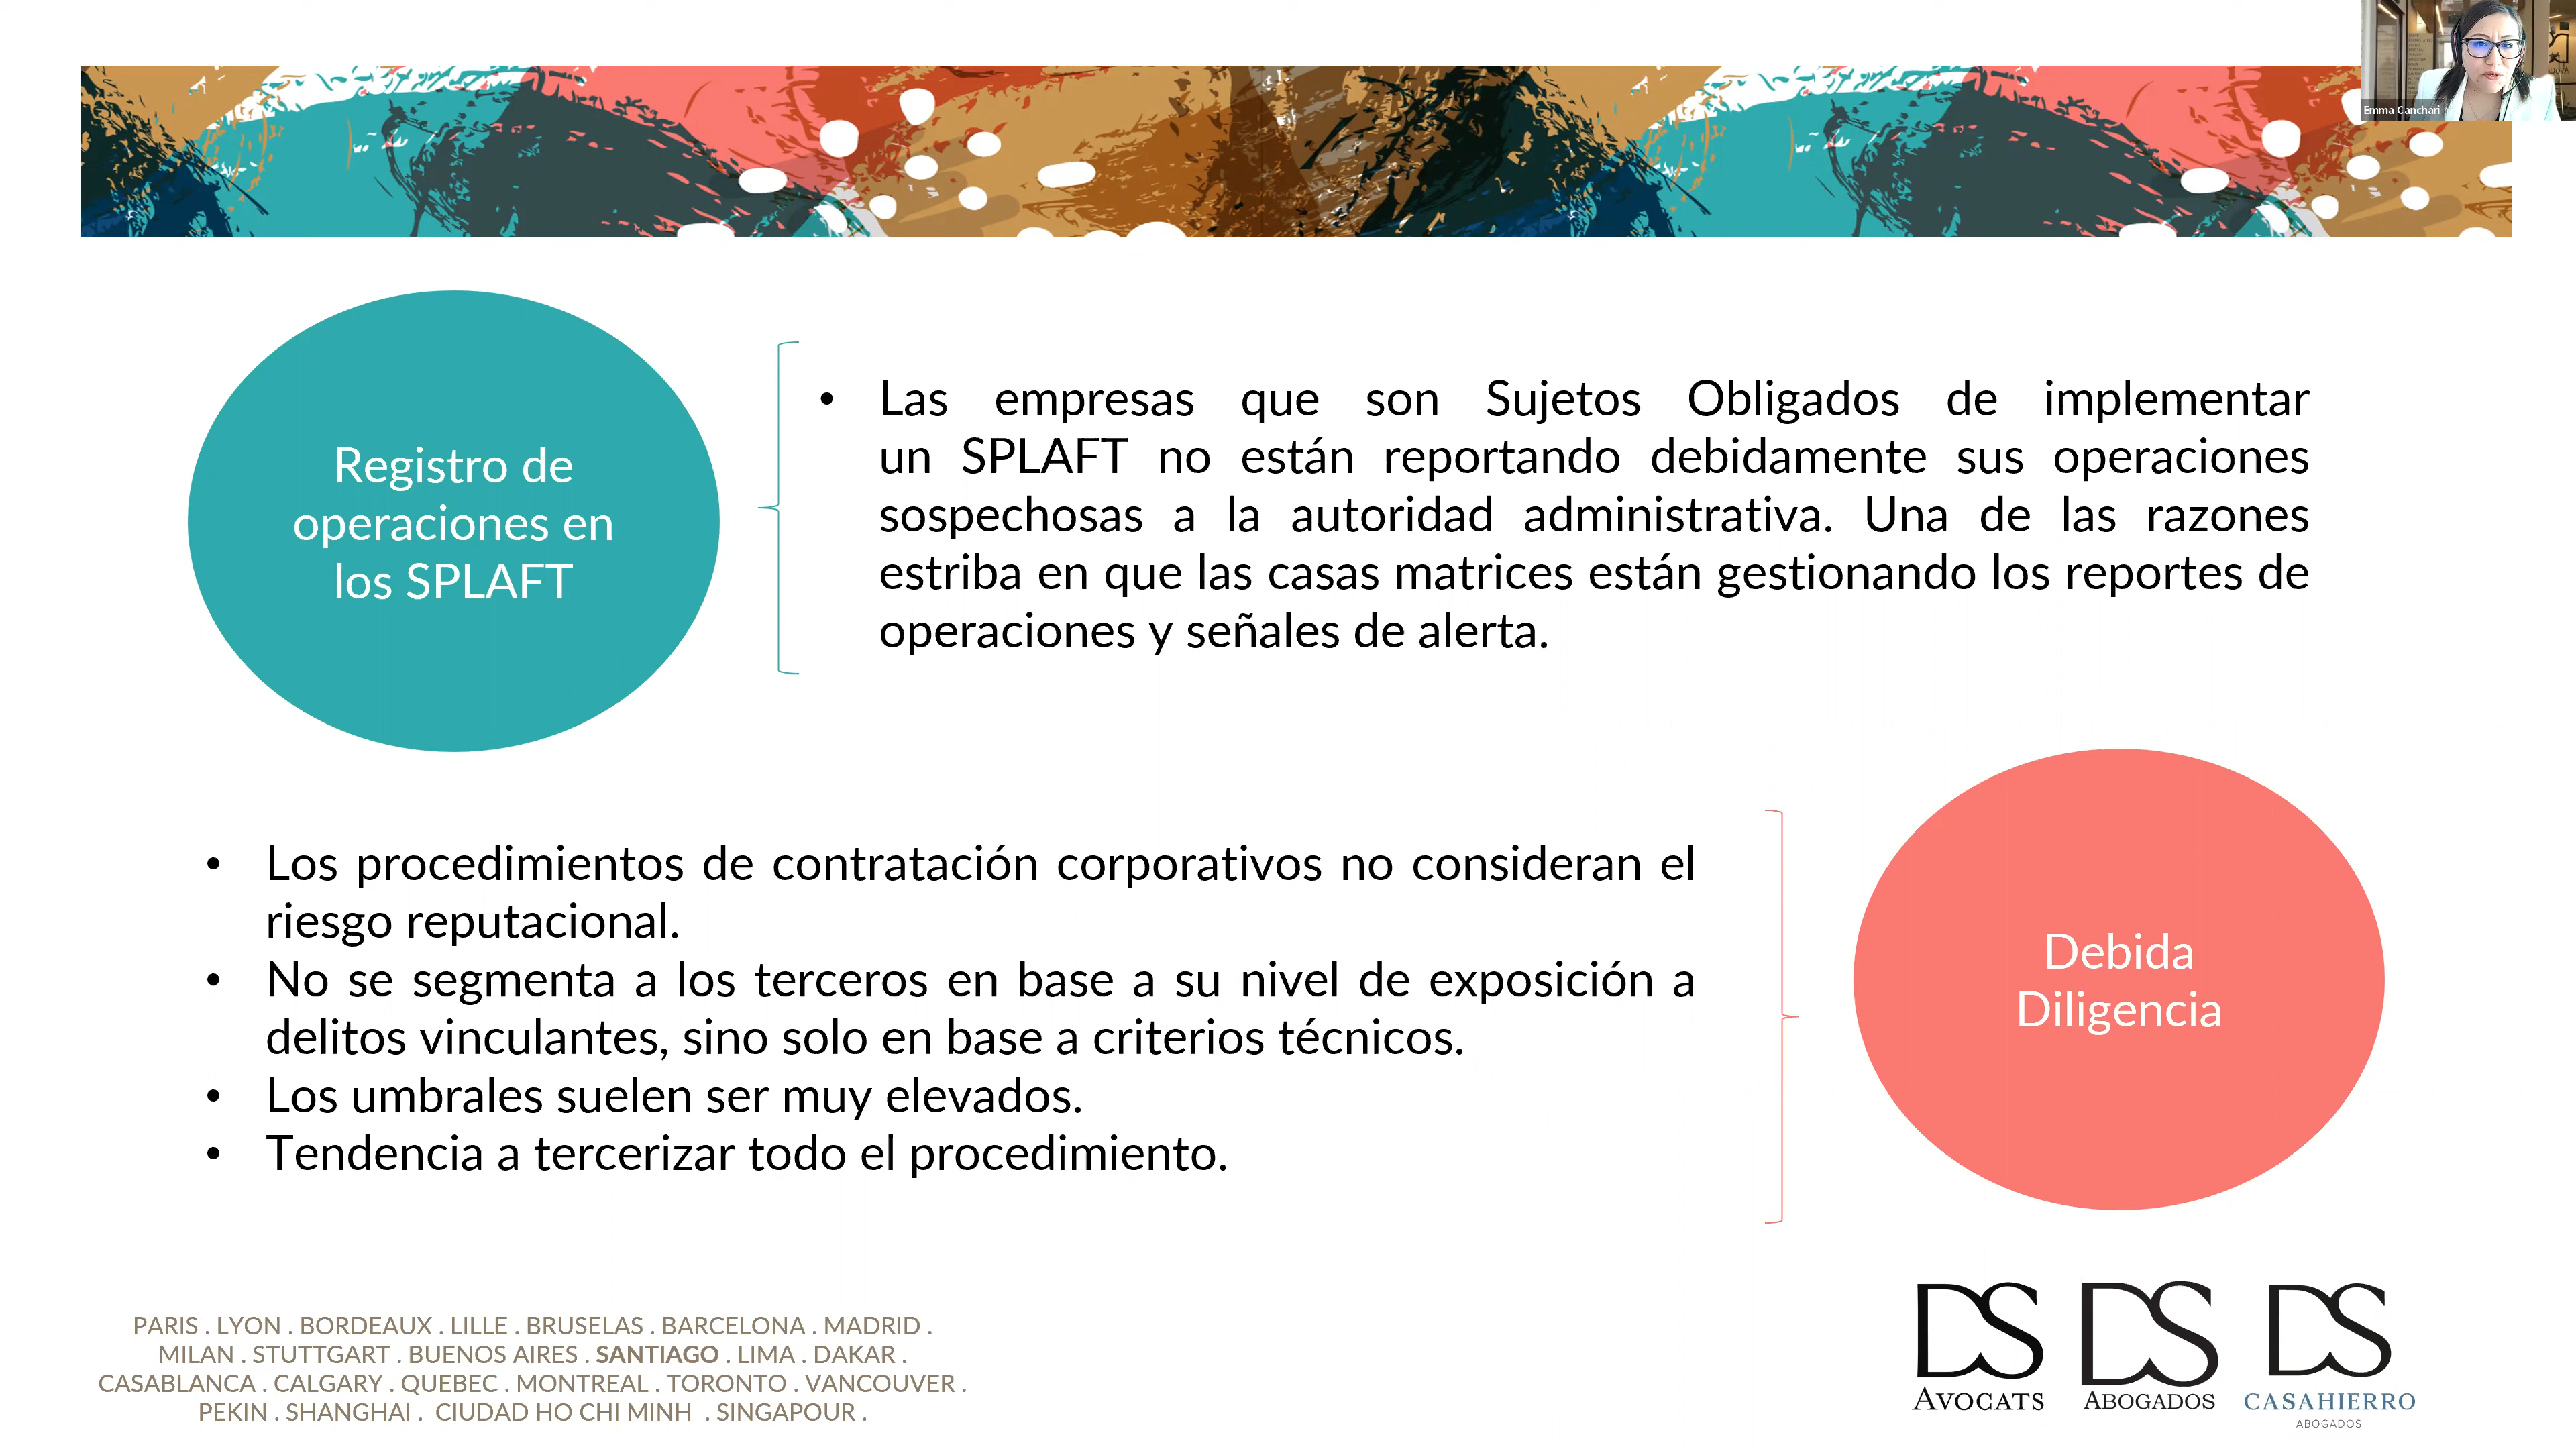 Emma Canchari
Registro de
operaciones en
los SPLAFT
• Las empresas que son Sujetos Obligados de implementar
un SPLAFT no están reportando debidamente sus operaciones
sospechosas a la autoridad administrativa. Una de las razones
estriba en que las casas matrices están gestionando los reportes de
operaciones y señales de alerta.
• Los procedimientos de contratación corporativos no consideran el
riesgo reputacional.
• No se segmenta a los terceros en base a su nivel de exposición a
delitos vinculantes, sino solo en base a criterios técnicos.
• Los umbrales suelen ser muy elevados.
• Tendencia a tercerizar todo el procedimiento.
Debida
Diligencia
PARIS . LYON . BORDEAUX . LILLE . BRUSELAS . BARCELONA . MADRID .
MILAN . STUTTGART . BUENOS AIRES . SANTIAGO . LIMA . DAKAR .
CASABLANCA . CALGARY . QUEBEC . MONTREAL . TORONTO . VANCOUVER .
PEKIN . SHANGHAI . CIUDAD HO CHI MINH . SINGAPOUR .
DS
AVOCATS
DS
ABOGADOS
DS
CASAHIERRO
ABOGADOS